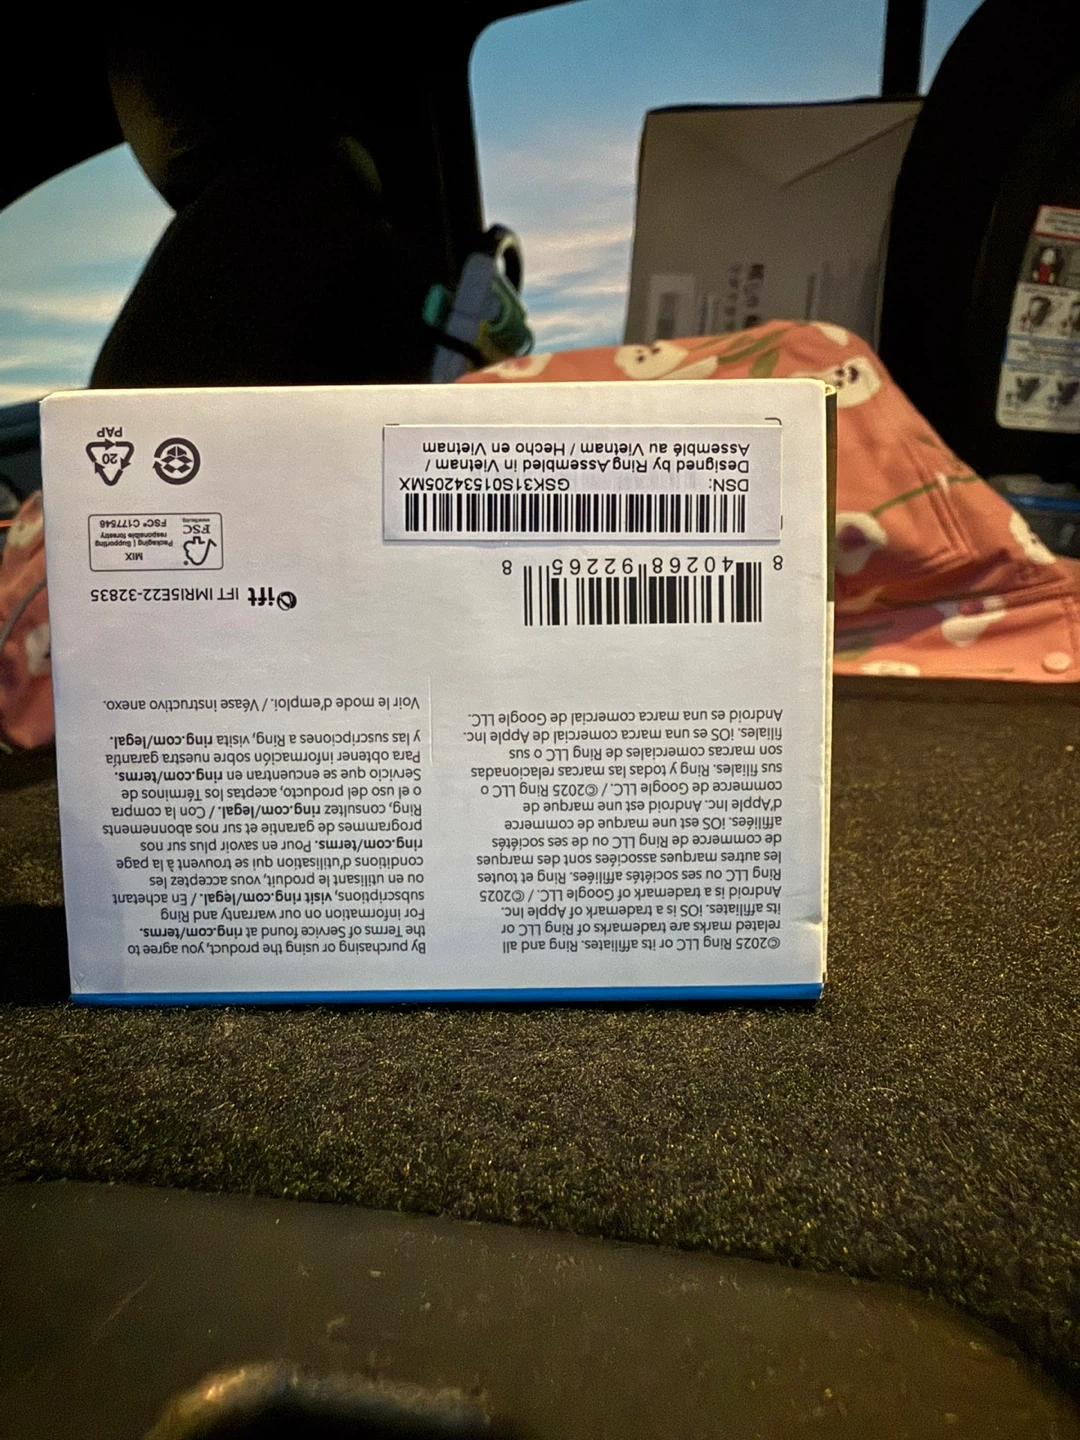 ©2025 Ring LLC or its affiliates. Ring and all
related marks are trademarks of Ring LLC or
its affiliates. iOS is a trademark of Apple Inc.
Android is a trademark of Google LLC. / ©2025
Ring LLC ou ses sociétés affiliées. Ring et toutes
les autres marques associées sont des marques
de commerce de Ring LLC ou de ses sociétés
affiliées. iOS est une marque de commerce
d'Apple Inc. Android est une marque de
commerce de Google LLC. / ©2025 Ring LLC o
sus filiales. Ring y todas las marcas relacionadas
son marcas comerciales de Ring LLC o sus
filiales. iOS es una marca comercial de Apple Inc.
Android es una marca comercial de Google LLC.
By purchasing or using the product, you agree to
the Terms of Service found at ring.com/terms.
For information on our warranty and Ring
subscriptions, visit ring.com/legal. / En achetant
ou en utilisant le produit, vous acceptez les
conditions d'utilisation qui se trouvent à la page
ring.com/terms. Pour en savoir plus sur nos
programmes de garantie et sur nos abonnements
Ring, consultez ring.com/legal. / Con la compra
o el uso del producto, aceptas los Términos de
Servicio que se encuentran en ring.com/terms.
Para obtener información sobre nuestra garantía
y las suscripciones a Ring, visita ring.com/legal.
Voir le mode d'emploi. / Véase instructivo anexo.
8 40268 92265 8
DSN: GSK31S01534205MX
Designed by Ring Assembled in Vietnam /
Assemblé au Vietnam / Hecho en Vietnam
ift IFT IMRI5E22-32835
FSC
MIX
Packaging | Supporting
responsible forestry
FSC® C177546
20
PAP